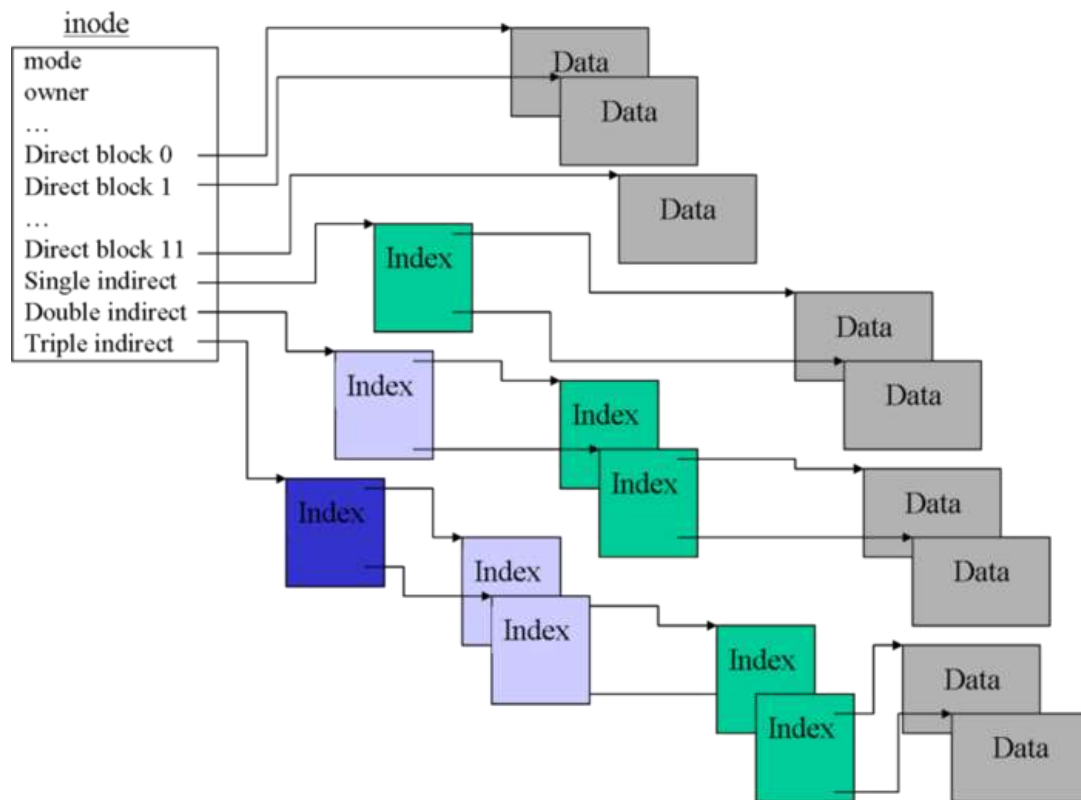 inode
mode
owner
…
Direct block 0
Direct block 1
…
Direct block 11
Single indirect
Double indirect
Triple indirect
Data
Data
Data
Index
Data
Data
Index
Index
Index
Data
Data
Index
Index
Index
Index
Index
Data
Data